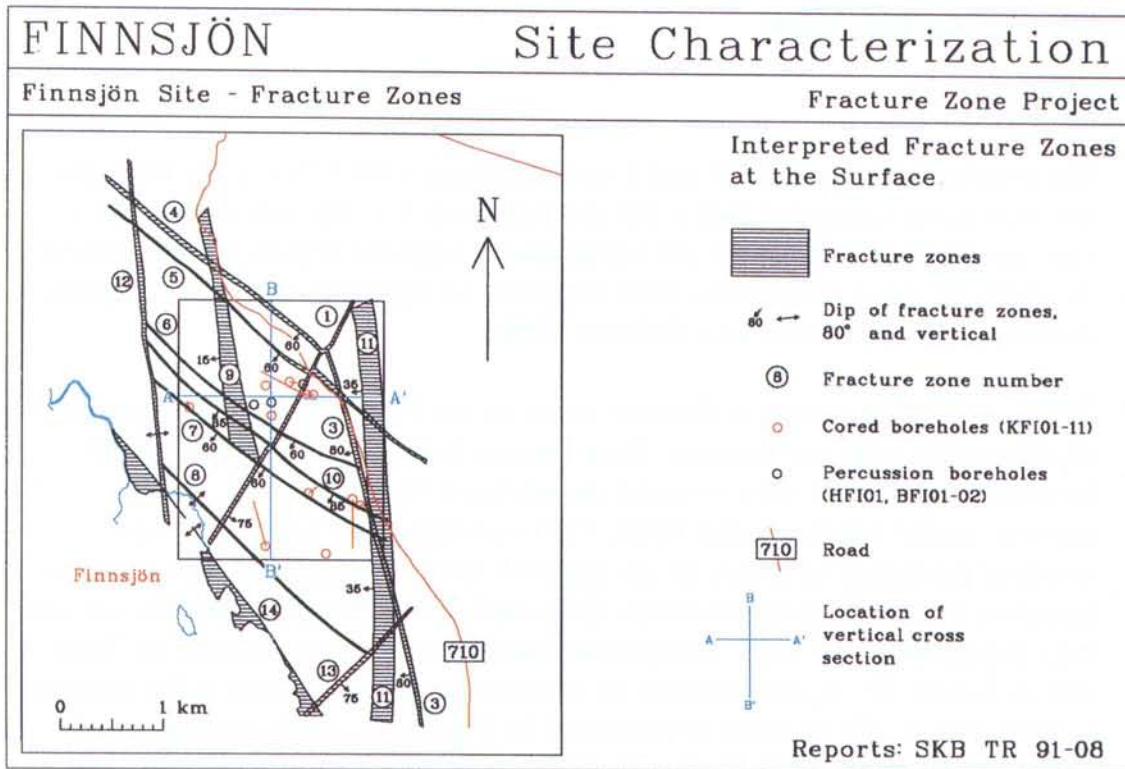 FINNSJÖN Site Characterization
Finnsjön Site - Fracture Zones Fracture Zone Project
Interpreted Fracture Zones
at the Surface
N
Fracture zones
80 Dip of fracture zones,
80° and vertical
8 Fracture zone number
Cored boreholes (KFI01-11)
Percussion boreholes
(HFI01, BFI01-02)
710 Road
B
A A'
B'
Location of
vertical cross
section
4
12
5
B
1
6
60
11
15
60
9
35
A
A'
7
85
60
3
60
80
8
60
10
85
75
B'
Finnsjön
35
14
710
13
75
11
80
3
0 1 km
Reports: SKB TR 91-08